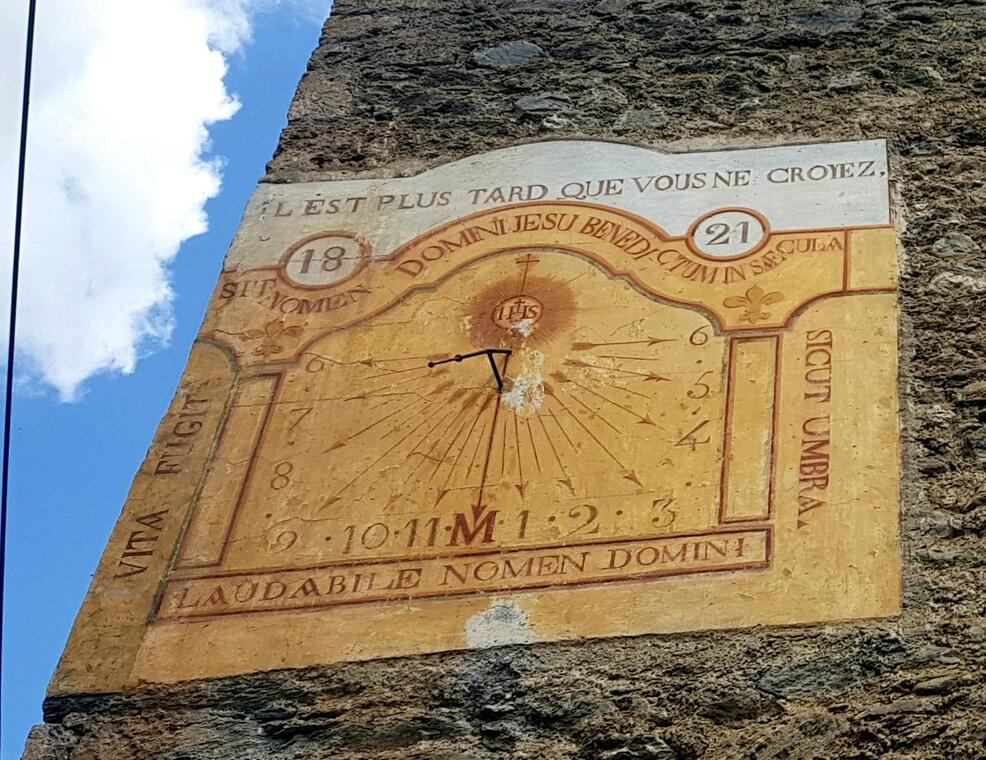 IL EST PLUS TARD QUE VOUS NE CROYEZ,
18 21
SIT NOMEN DOMINI JESU BENEDICTUM IN SÆCULA
IHS
VITA FUGIT
SICUT UMBRA
6 7 8 9 10 11 M 1 2 3 4 5 6
LAUDABILE NOMEN DOMINI